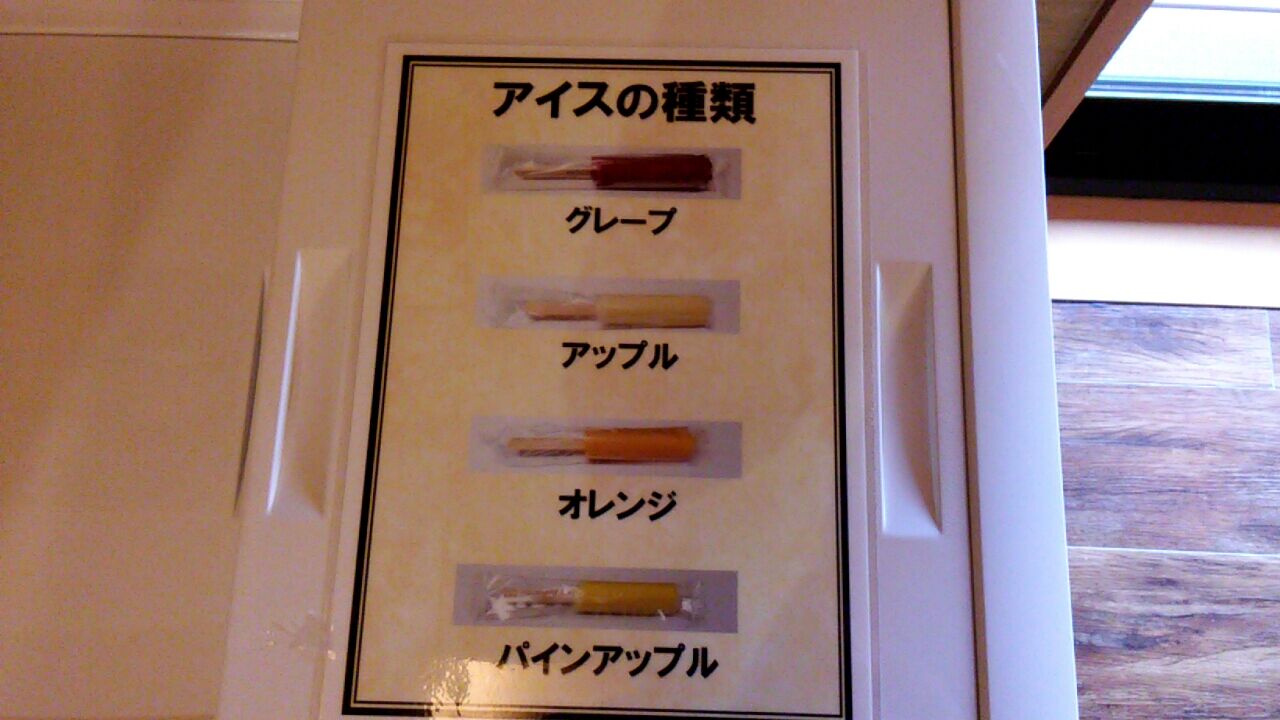 アイスの種類
グレープ
アップル
オレンジ
パインアップル